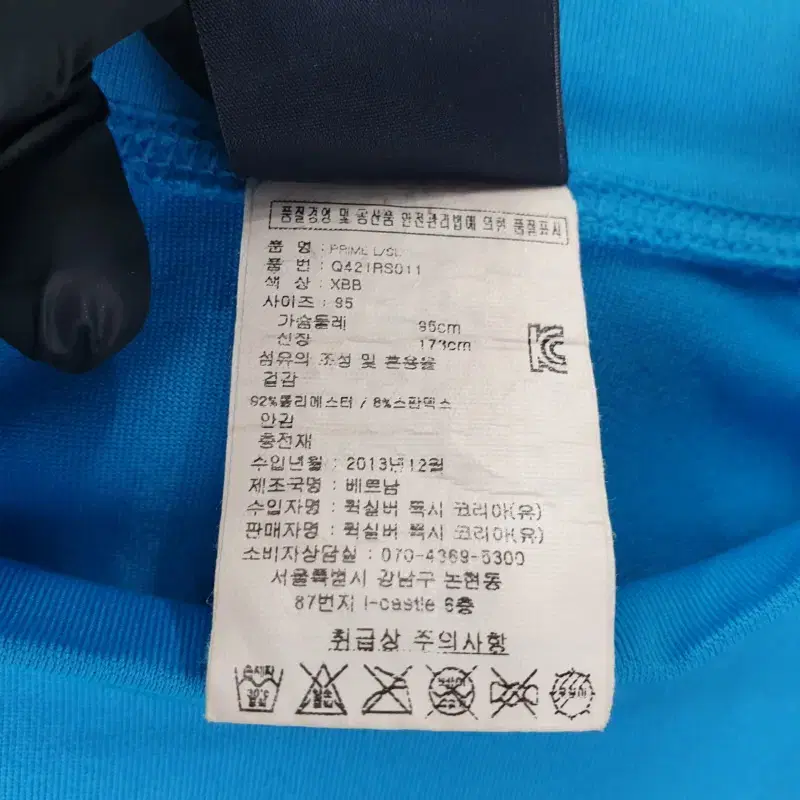 품질경영 및 공산품 안전관리법에 의한 품질표시
품 명 : PRIME L/SL
품 번 : Q421RS011
색 상 : XBB
사이즈 : 95
가슴둘레 95cm
신장 173cm
섬유의 조성 및 혼용율
겉감
92%폴리에스터 / 8%스판덱스
안감
충전재
수입년월 : 2013년12월
제조국명 : 베트남
수입자명 : 퀵실버 록시 코리아(유)
판매자명 : 퀵실버 록시 코리아(유)
소비자상담실 : 070-4369-5300
서울특별시 강남구 논현동
87번지 I-castle 6층
취급상 주의사항
손세탁
30℃